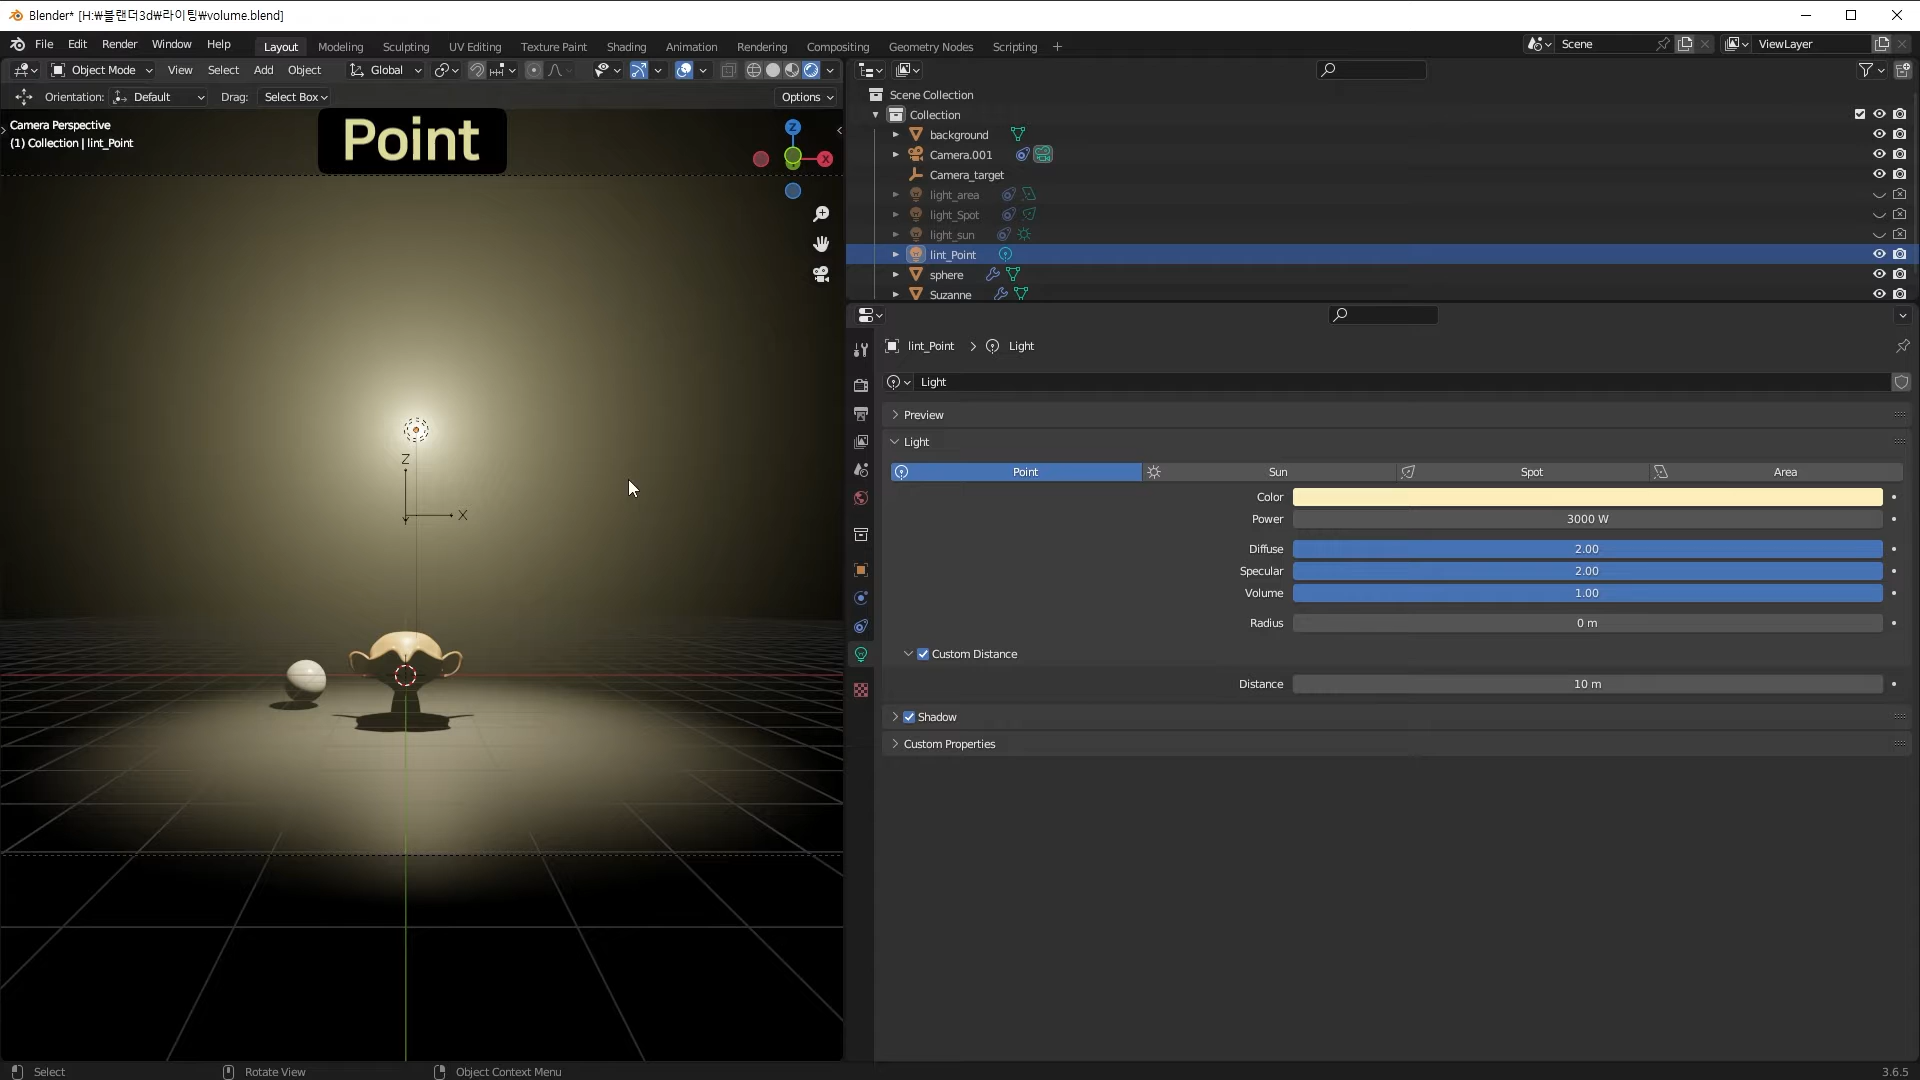 Blender* [H:₩블랜더3d₩라이팅₩volume.blend]
File Edit Render Window Help Layout Modeling Sculpting UV Editing Texture Paint Shading Animation Rendering Compositing Geometry Nodes Scripting + Scene ViewLayer
Object Mode View Select Add Object Global
Orientation: Default Drag: Select Box Options
Camera Perspective
(1) Collection | lint_Point
Point
Z
X
Z
X
Scene Collection
Collection
background
Camera.001
Camera_target
light_area
light_Spot
light_sun
lint_Point
sphere
Suzanne
lint_Point > Light
Light
Preview
Light
Point Sun Spot Area
Color
Power 3000 W
Diffuse 2.00
Specular 2.00
Volume 1.00
Radius 0 m
Custom Distance
Distance 10 m
Shadow
Custom Properties
Select Rotate View Object Context Menu 3.6.5